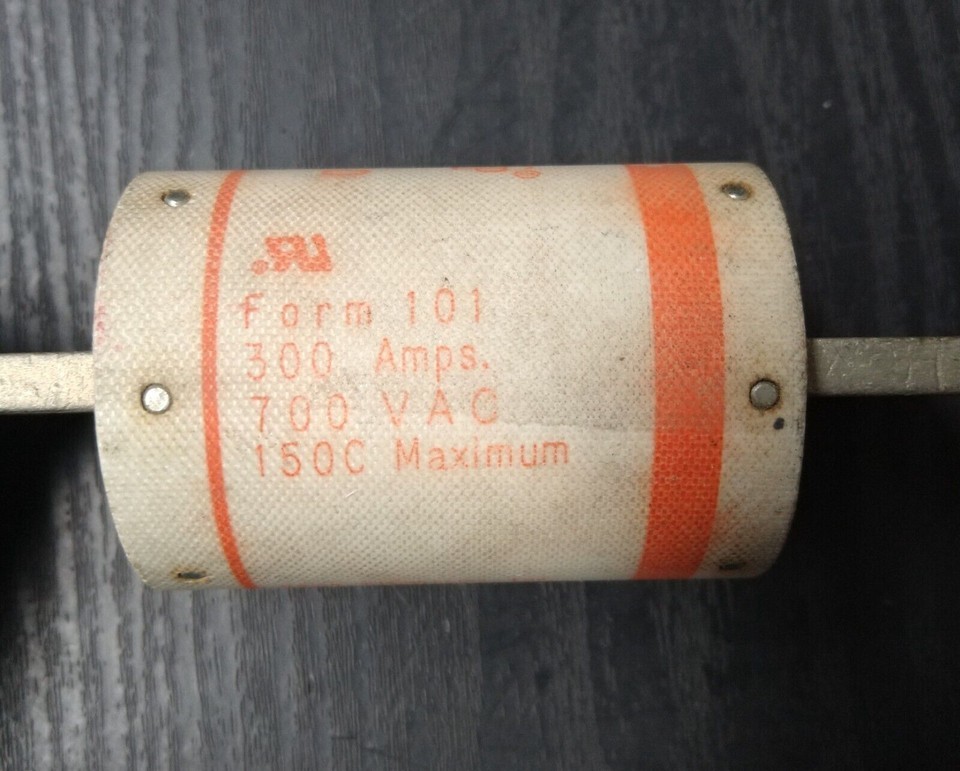 Form 101
300 Amps.
700 VAC
150C Maximum